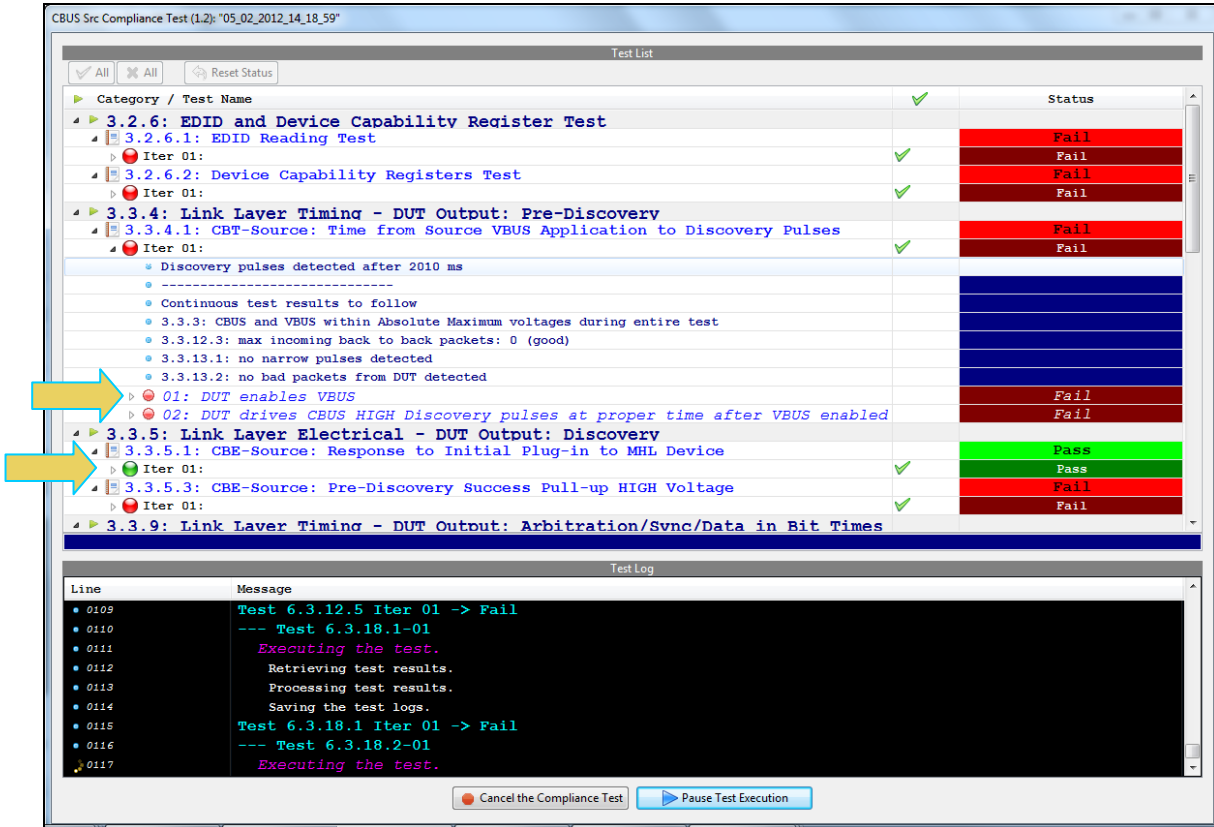 CBUS Src Compliance Test (1.2): "05_02_2012_14_18_59"
Test List
All All Reset Status
Category / Test Name Status
3.2.6: EDID and Device Capability Register Test
3.2.6.1: EDID Reading Test Fail
Iter 01: Fail
3.2.6.2: Device Capability Registers Test Fail
Iter 01: Fail
3.3.4: Link Layer Timing - DUT Output: Pre-Discovery
3.3.4.1: CBT-Source: Time from Source VBUS Application to Discovery Pulses Fail
Iter 01: Fail
Discovery pulses detected after 2010 ms
------------------------------
Continuous test results to follow
3.3.3: CBUS and VBUS within Absolute Maximum voltages during entire test
3.3.12.3: max incoming back to back packets: 0 (good)
3.3.13.1: no narrow pulses detected
3.3.13.2: no bad packets from DUT detected
01: DUT enables VBUS Fail
02: DUT drives CBUS HIGH Discovery pulses at proper time after VBUS enabled Fail
3.3.5: Link Layer Electrical - DUT Output: Discovery
3.3.5.1: CBE-Source: Response to Initial Plug-in to MHL Device Pass
Iter 01: Pass
3.3.5.3: CBE-Source: Pre-Discovery Success Pull-up HIGH Voltage Fail
Iter 01: Fail
3.3.9: Link Layer Timing - DUT Output: Arbitration/Sync/Data in Bit Times
Test Log
Line Message
0109 Test 6.3.12.5 Iter 01 -> Fail
0110 --- Test 6.3.18.1-01
0111 Executing the test.
0112 Retrieving test results.
0113 Processing test results.
0114 Saving the test logs.
0115 Test 6.3.18.1 Iter 01 -> Fail
0116 --- Test 6.3.18.2-01
0117 Executing the test.
Cancel the Compliance Test Pause Test Execution